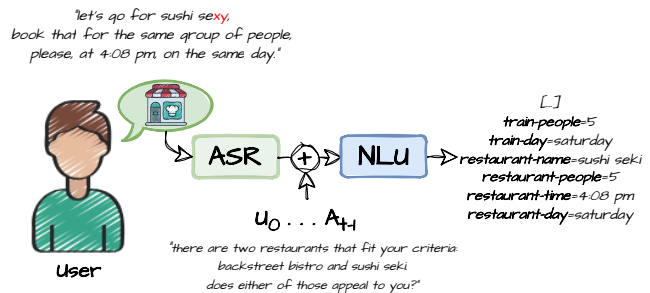 "let's go for sushi sexy,
book that for the same group of people,
please, at 4:08 pm, on the same day."
[...]
train-people=5
train-day=saturday
restaurant-name=sushi seki
restaurant-people=5
restaurant-time=4:08 pm
restaurant-day=saturday
ASR
+
NLU
U0 . . . At-1
User
"there are two restaurants that fit your criteria:
backstreet bistro and sushi seki.
does either of those appeal to you?"